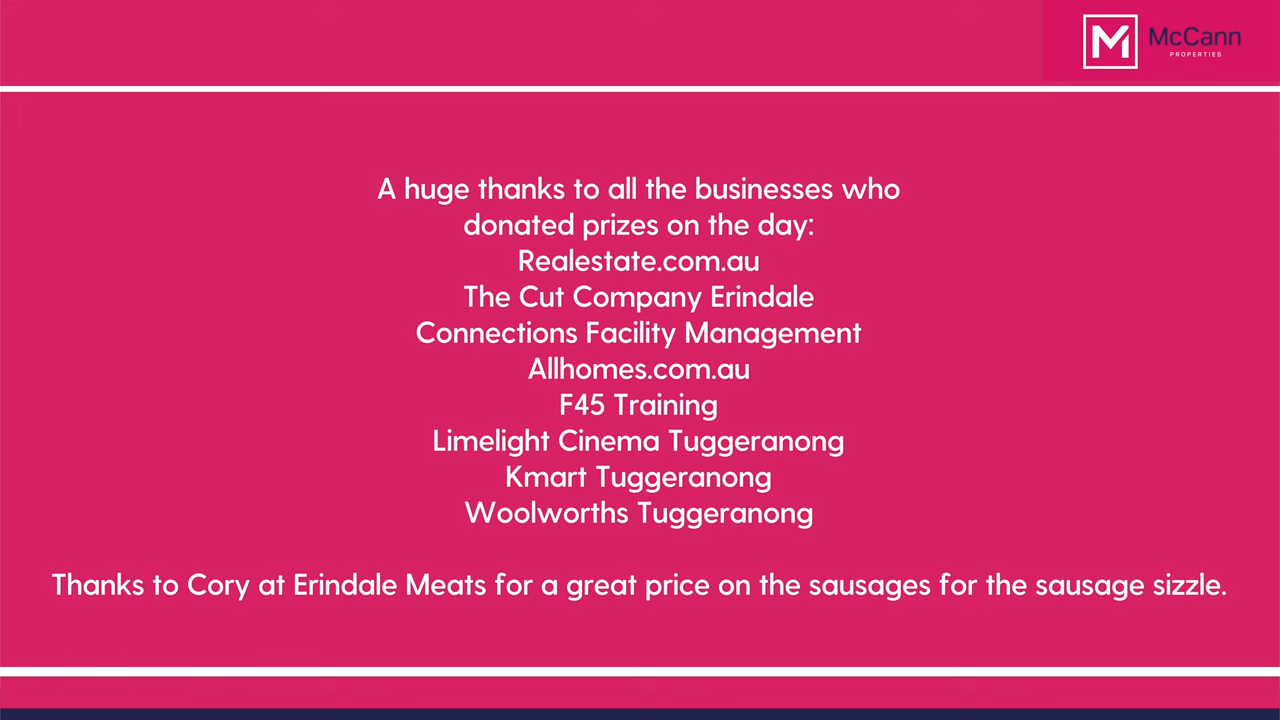 McCann
PROPERTIES
A huge thanks to all the businesses who
donated prizes on the day:
Realestate.com.au
The Cut Company Erindale
Connections Facility Management
Allhomes.com.au
F45 Training
Limelight Cinema Tuggeranong
Kmart Tuggeranong
Woolworths Tuggeranong
Thanks to Cory at Erindale Meats for a great price on the sausages for the sausage sizzle.